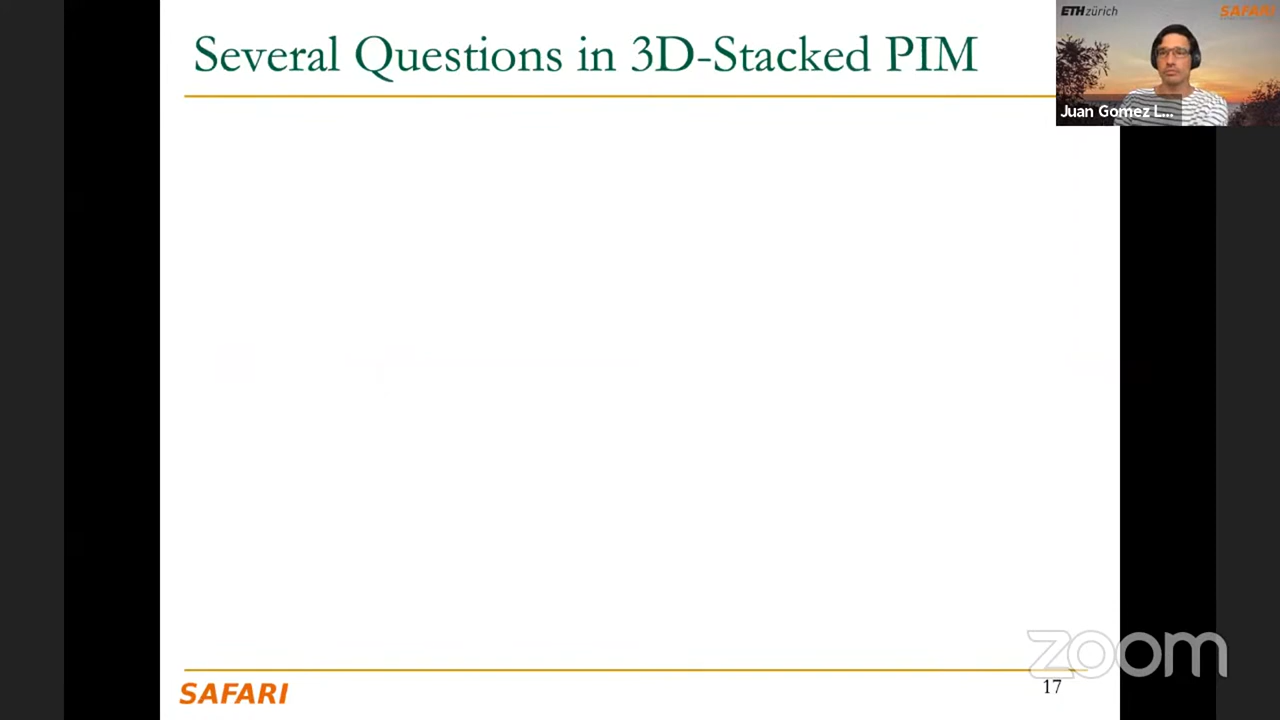 Several Questions in 3D-Stacked PIM
ETH zürich
SAFARI
Juan Gomez L...
zoom
SAFARI
17